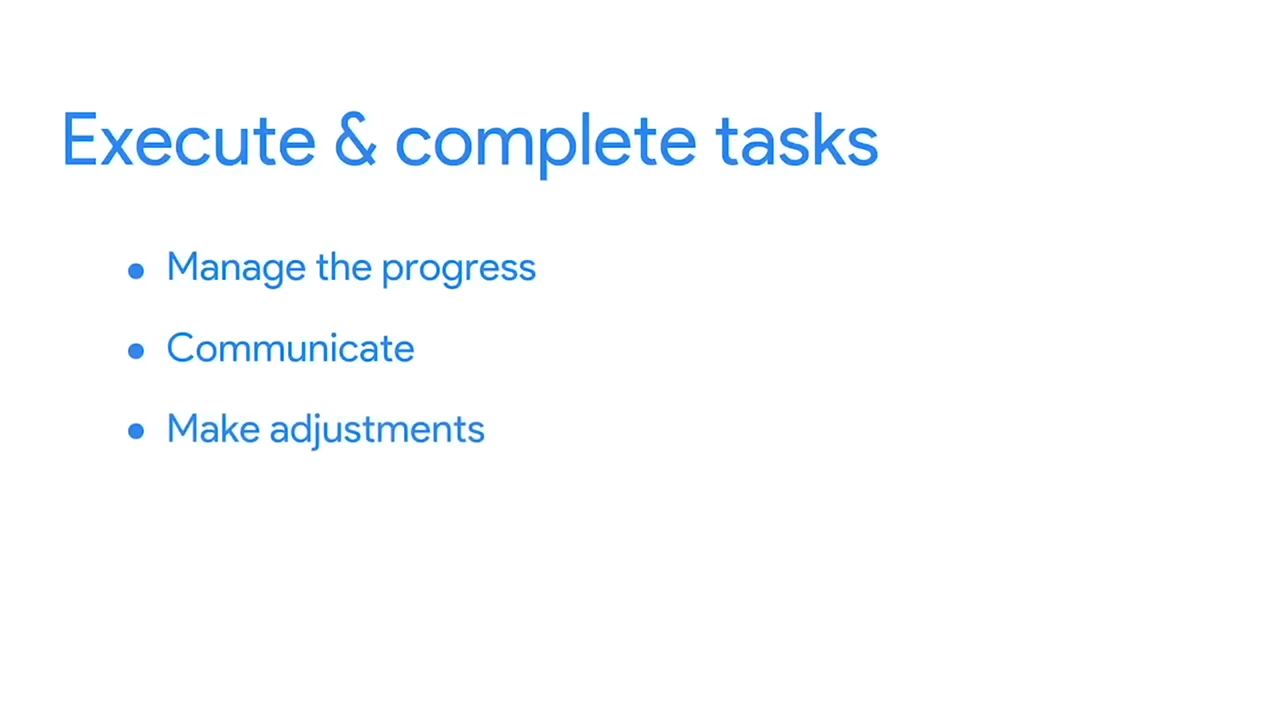 Execute & complete tasks
• Manage the progress
• Communicate
• Make adjustments